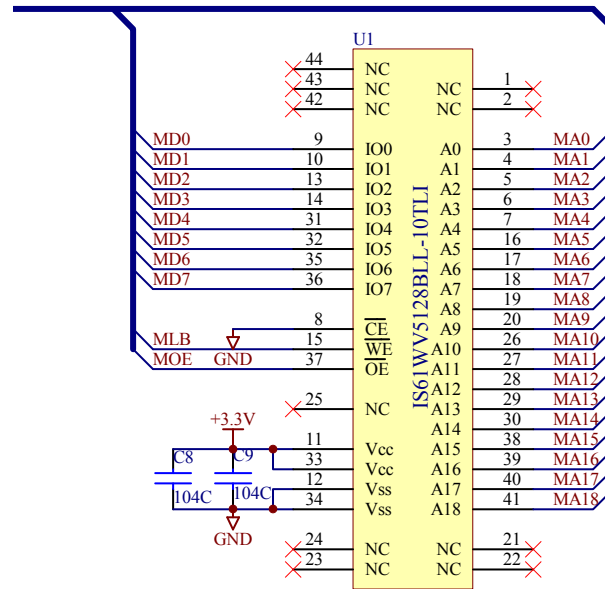 U1
44 NC
43 NC 1 NC
42 NC 2 NC
MD0 9 IO0 A0 3 MA0
MD1 10 IO1 A1 4 MA1
MD2 13 IO2 A2 5 MA2
MD3 14 IO3 A3 6 MA3
MD4 31 IO4 A4 7 MA4
MD5 32 IO5 A5 16 MA5
MD6 35 IO6 A6 17 MA6
MD7 36 IO7 A7 18 MA7
A8 19 MA8
8 CE A9 20 MA9
MLB GND 15 WE A10 26 MA10
MOE 37 OE A11 27 MA11
A12 28 MA12
25 NC A13 29 MA13
A14 30 MA14
+3.3V 11 Vcc A15 38 MA15
C8 C9 33 Vcc A16 39 MA16
12 Vss A17 40 MA17
104C 104C 34 Vss A18 41 MA18
GND
24 NC NC 21
23 NC NC 22
IS61WV5128BLL-10TLI